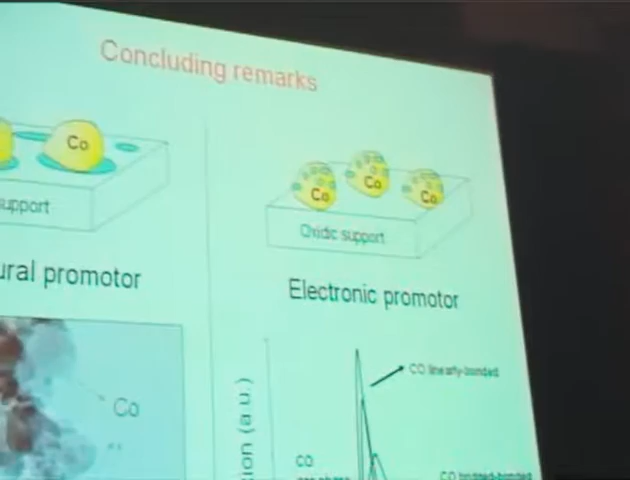 Concluding remarks
Co
upport
ural promotor
Co
Co
Co
Co
Oxidic support
Electronic promotor
CO linearly-bonded
ion (a.u.)
CO
CO bridged-bonded